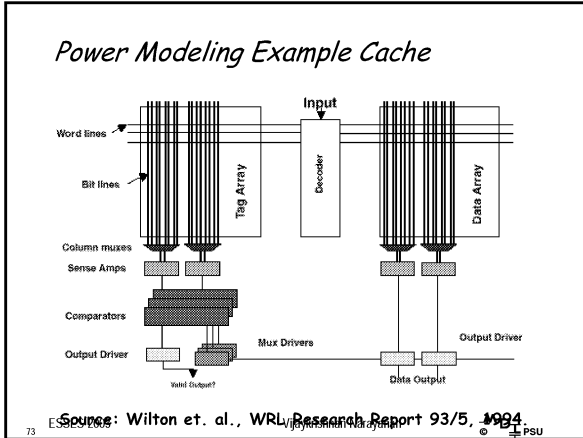 Power Modeling Example Cache
Input
Word lines
Bit lines
Tag Array
Decoder
Data Array
Column muxes
Sense Amps
Comparators
Output Driver
Mux Drivers
Output Driver
Valid Output?
Data Output
Source: Wilton et. al., WRL Research Report 93/5, 1994.
73
Vijaykrishnan Narayanan
© PSU